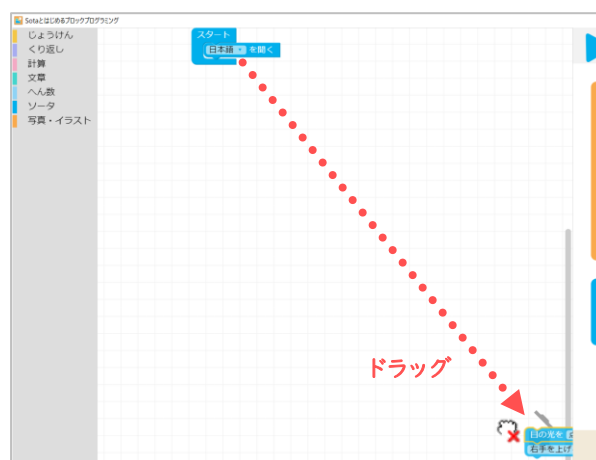 Sotaとはじめるブロックプログラミング
じょうけん
くり返し
計算
文章
へん数
ソータ
写真・イラスト
スタート
日本語 を開く
ドラッグ
目の光を
右手を上げ